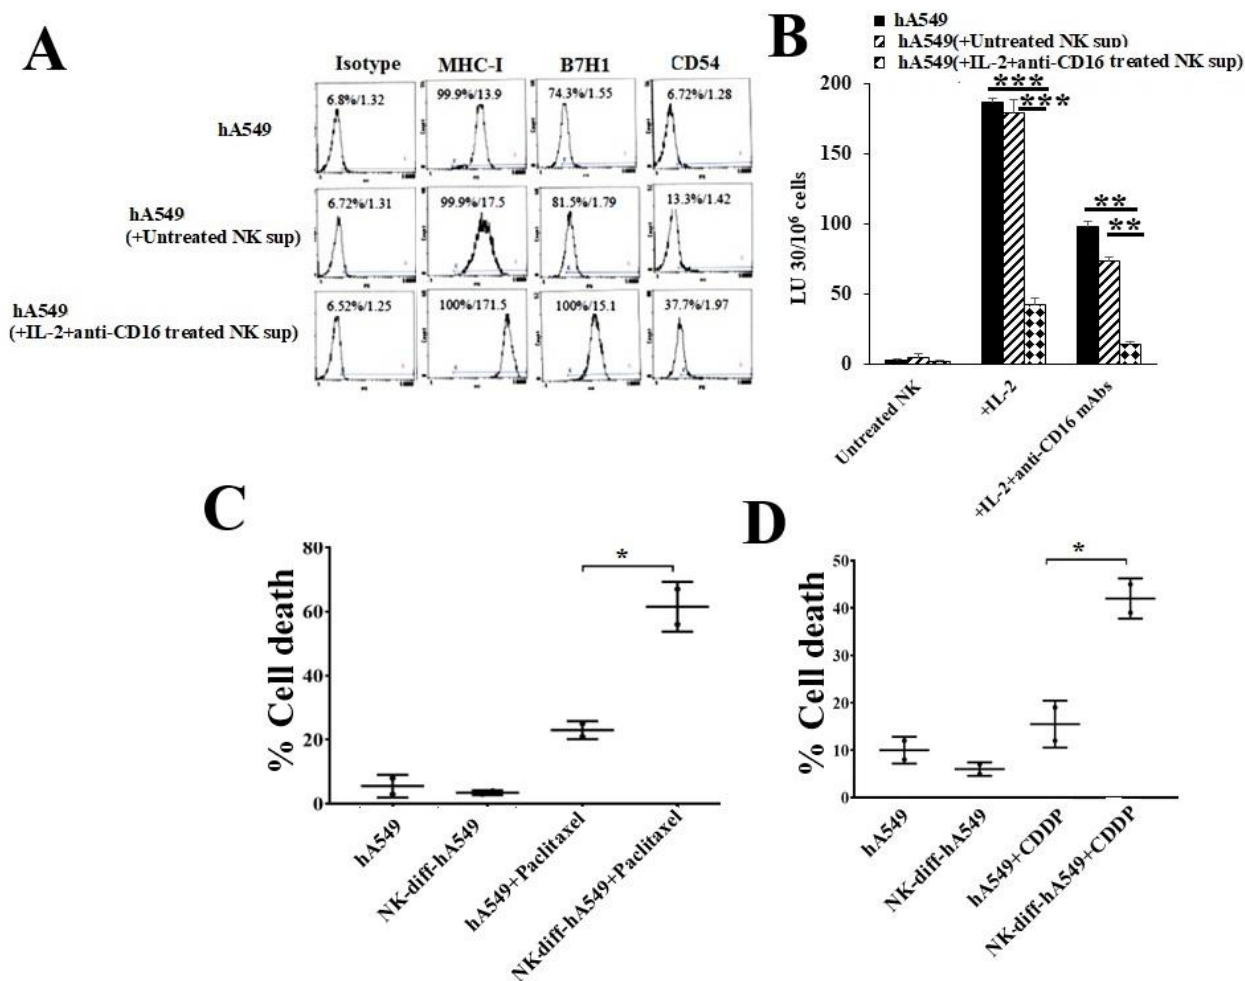 A
Isotype MHC-I B7H1 CD54
hA549
6.8%/1.32 99.9%/13.9 74.3%/1.55 6.72%/1.28
hA549
(+Untreated NK sup)
6.72%/1.31 99.9%/17.5 81.5%/1.79 13.3%/1.42
hA549
(+IL-2+anti-CD16 treated NK sup)
6.52%/1.25 100%/171.5 100%/15.1 37.7%/1.97
B
hA549
hA549(+Untreated NK sup)
hA549(+IL-2+anti-CD16 treated NK sup)
LU 30/10⁶ cells
200
150
100
50
0
***
***
**
**
Untreated NK
+IL-2
+IL-2+anti-CD16 mAbs
C
% Cell death
80
60
40
20
0
*
hA549
NK-diff-hA549
hA549+Paclitaxel
NK-diff-hA549+Paclitaxel
D
% Cell death
50
40
30
20
10
0
*
hA549
NK-diff-hA549
hA549+CDDP
NK-diff-hA549+CDDP